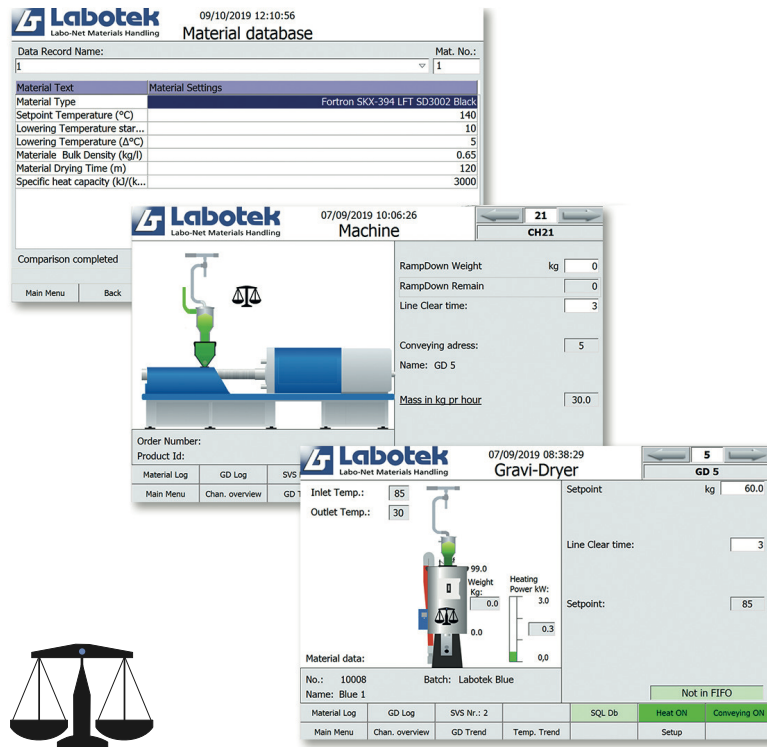 Labotek
Labo-Net Materials Handling
09/10/2019 12:10:56
Material database
Data Record Name:
Mat. No.:
1
1
Material Text Material Settings
Material Type Fortron SKX-394 LFT SD3002 Black
Setpoint Temperature (°C) 140
Lowering Temperature star... 10
Lowering Temperature (Δ°C) 5
Materiale Bulk Density (kg/l) 0.65
Material Drying Time (m) 120
Specific heat capacity (kJ/(k... 3000
Comparison completed
Main Menu Back
Labotek
Labo-Net Materials Handling
07/09/2019 10:06:26
Machine
21
CH21
RampDown Weight kg 0
RampDown Remain 0
Line Clear time: 3
Conveying adress: 5
Name: GD 5
Mass in kg pr hour 30.0
Order Number:
Product Id:
Material Log GD Log SVS
Main Menu Chan. overview GD T
Labotek
Labo-Net Materials Handling
07/09/2019 08:38:29
Gravi-Dryer
5
GD 5
Inlet Temp.: 85
Outlet Temp.: 30
99.0
Weight
Kg:
0.0
0.0
Heating
Power kW:
3.0
0.3
0,0
Setpoint kg 60.0
Line Clear time: 3
Setpoint: 85
Material data:
No.: 10008 Batch: Labotek Blue
Name: Blue 1
Not in FIFO
Material Log GD Log SVS Nr.: 2 SQL Db Heat ON Conveying ON
Main Menu Chan. overview GD Trend Temp. Trend Setup